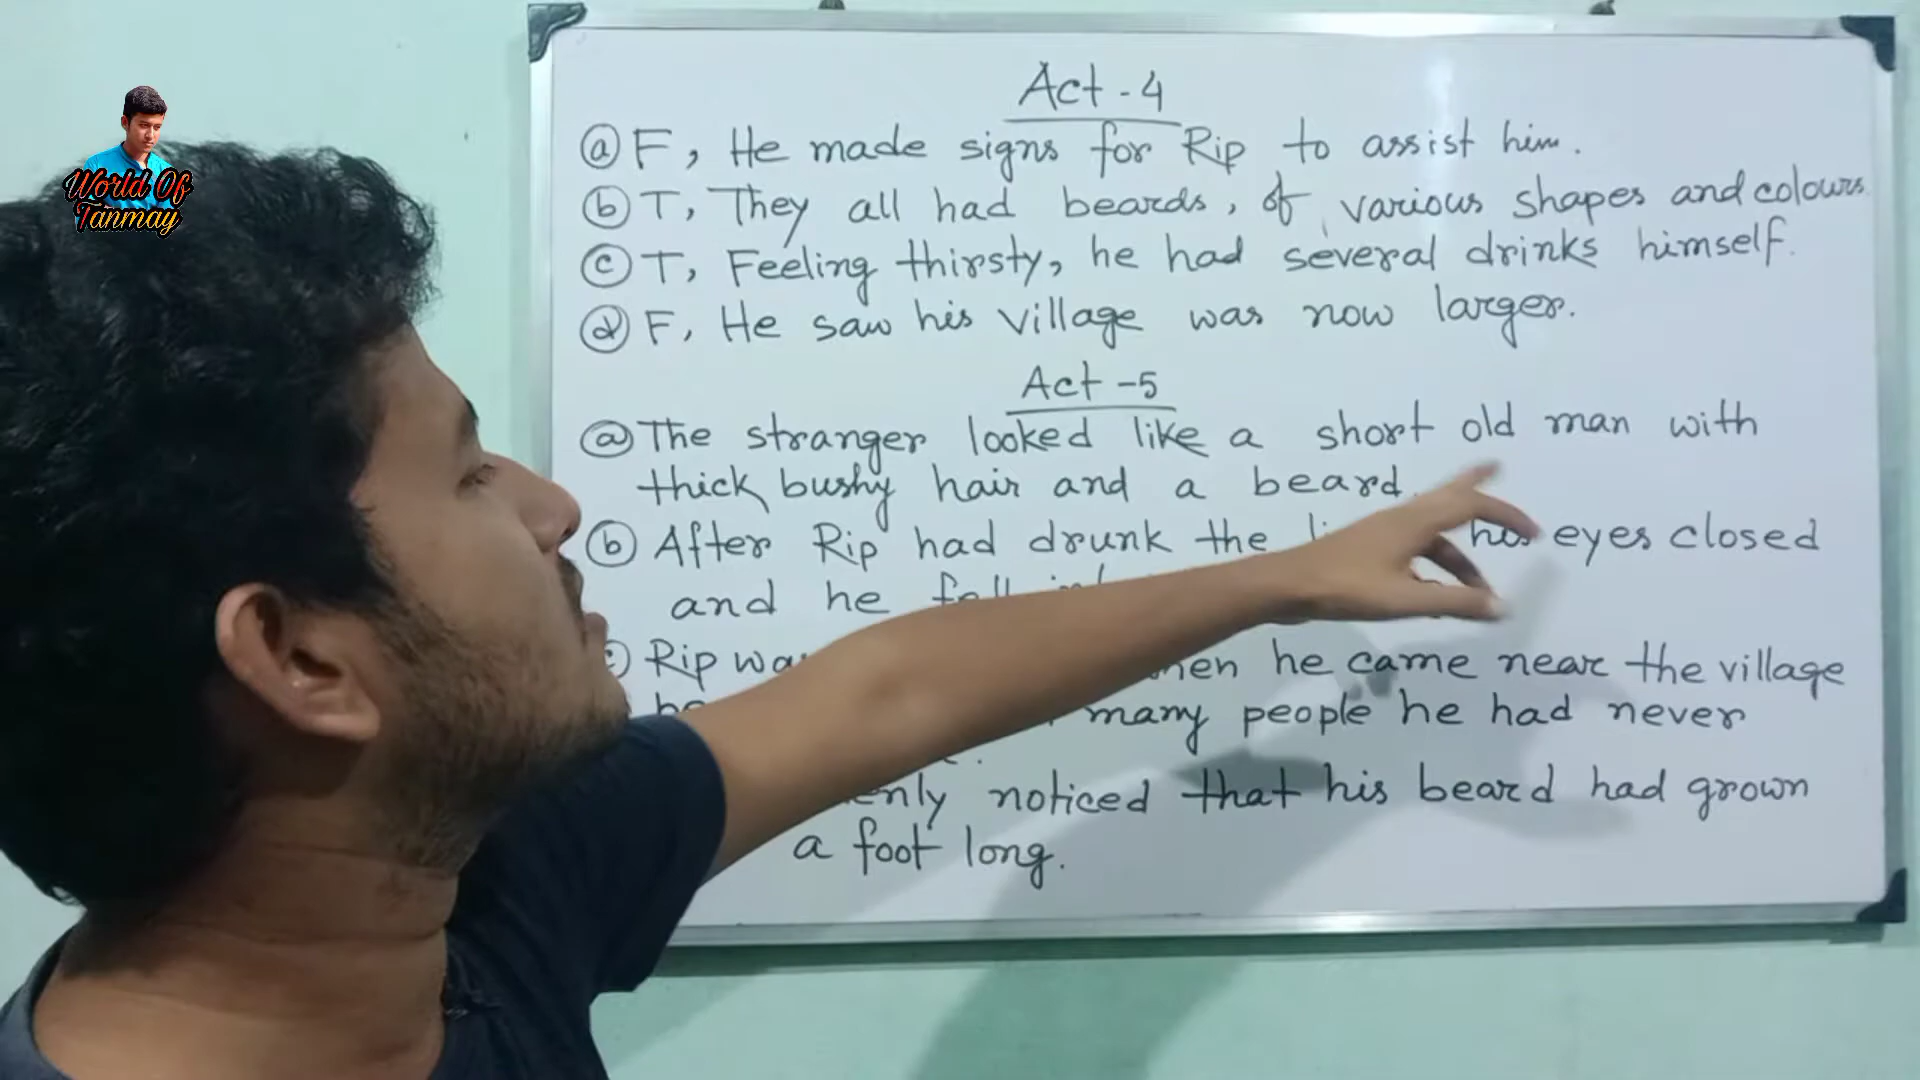 World Of
Tanmay
Act - 4
ⓐ F, He made signs for Rip to assist him.
ⓑ T, They all had beards, of various shapes and colours.
ⓒ T, Feeling thirsty, he had several drinks himself.
ⓓ F, He saw his village was now larger.
Act - 5
ⓐ The stranger looked like a short old man with
thick bushy hair and a beard.
ⓑ After Rip had drunk the his eyes closed
and he
Rip he came near the village
many people he had never
noticed that his beard had grown
a foot long.